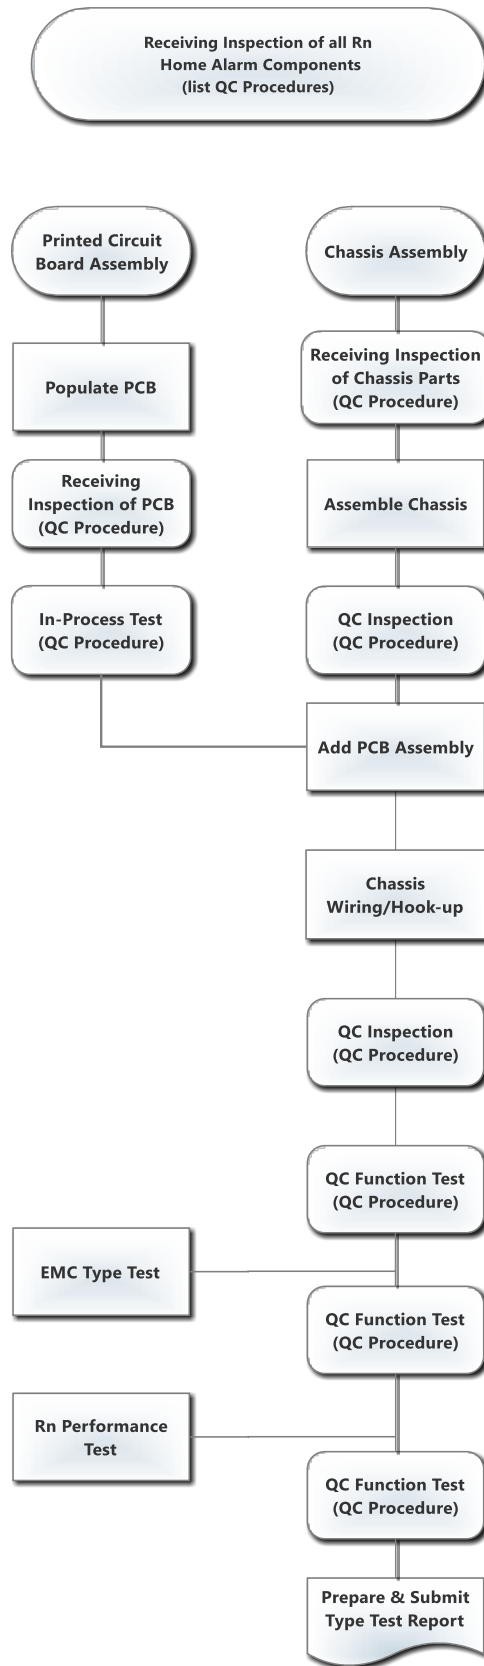 Receiving Inspection of all Rn
Home Alarm Components
(list QC Procedures)
Printed Circuit
Board Assembly
Chassis Assembly
Populate PCB
Receiving Inspection
of Chassis Parts
(QC Procedure)
Receiving
Inspection of PCB
(QC Procedure)
Assemble Chassis
In-Process Test
(QC Procedure)
QC Inspection
(QC Procedure)
Add PCB Assembly
Chassis
Wiring/Hook-up
QC Inspection
(QC Procedure)
QC Function Test
(QC Procedure)
EMC Type Test
QC Function Test
(QC Procedure)
Rn Performance
Test
QC Function Test
(QC Procedure)
Prepare & Submit
Type Test Report